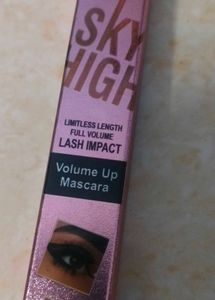 SKY
HIGH
LIMITLESS LENGTH
FULL VOLUME
LASH IMPACT
Volume Up
Mascara